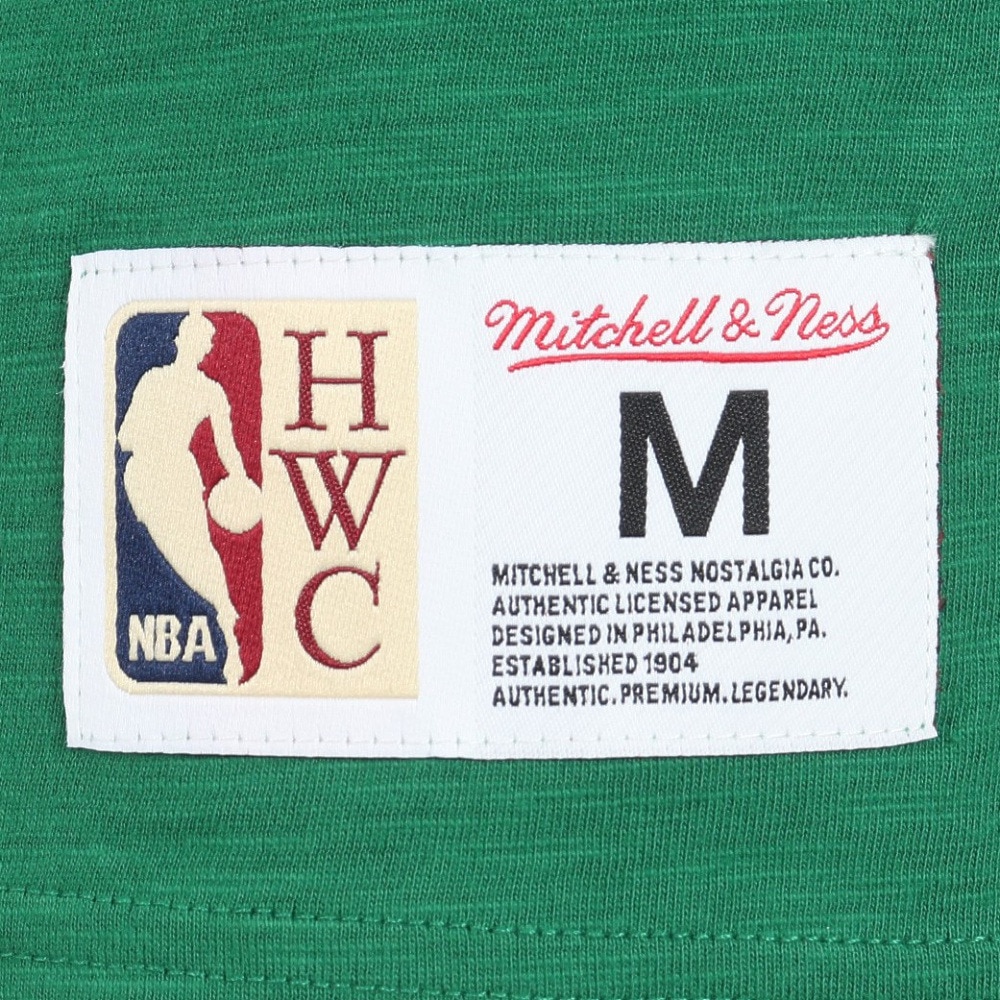 NBA
H
W
C
Mitchell & Ness
M
MITCHELL & NESS NOSTALGIA CO.
AUTHENTIC LICENSED APPAREL
DESIGNED IN PHILADELPHIA, PA.
ESTABLISHED 1904
AUTHENTIC. PREMIUM. LEGENDARY.